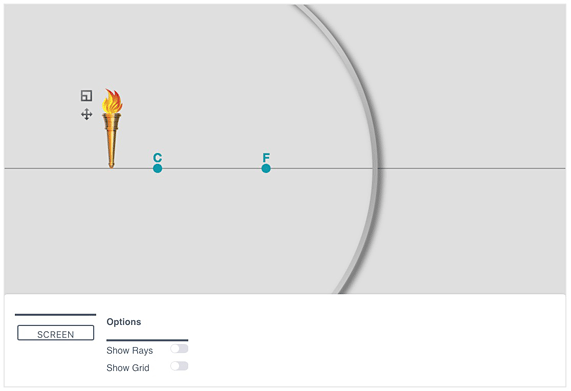 C
F
SCREEN
Options
Show Rays
Show Grid